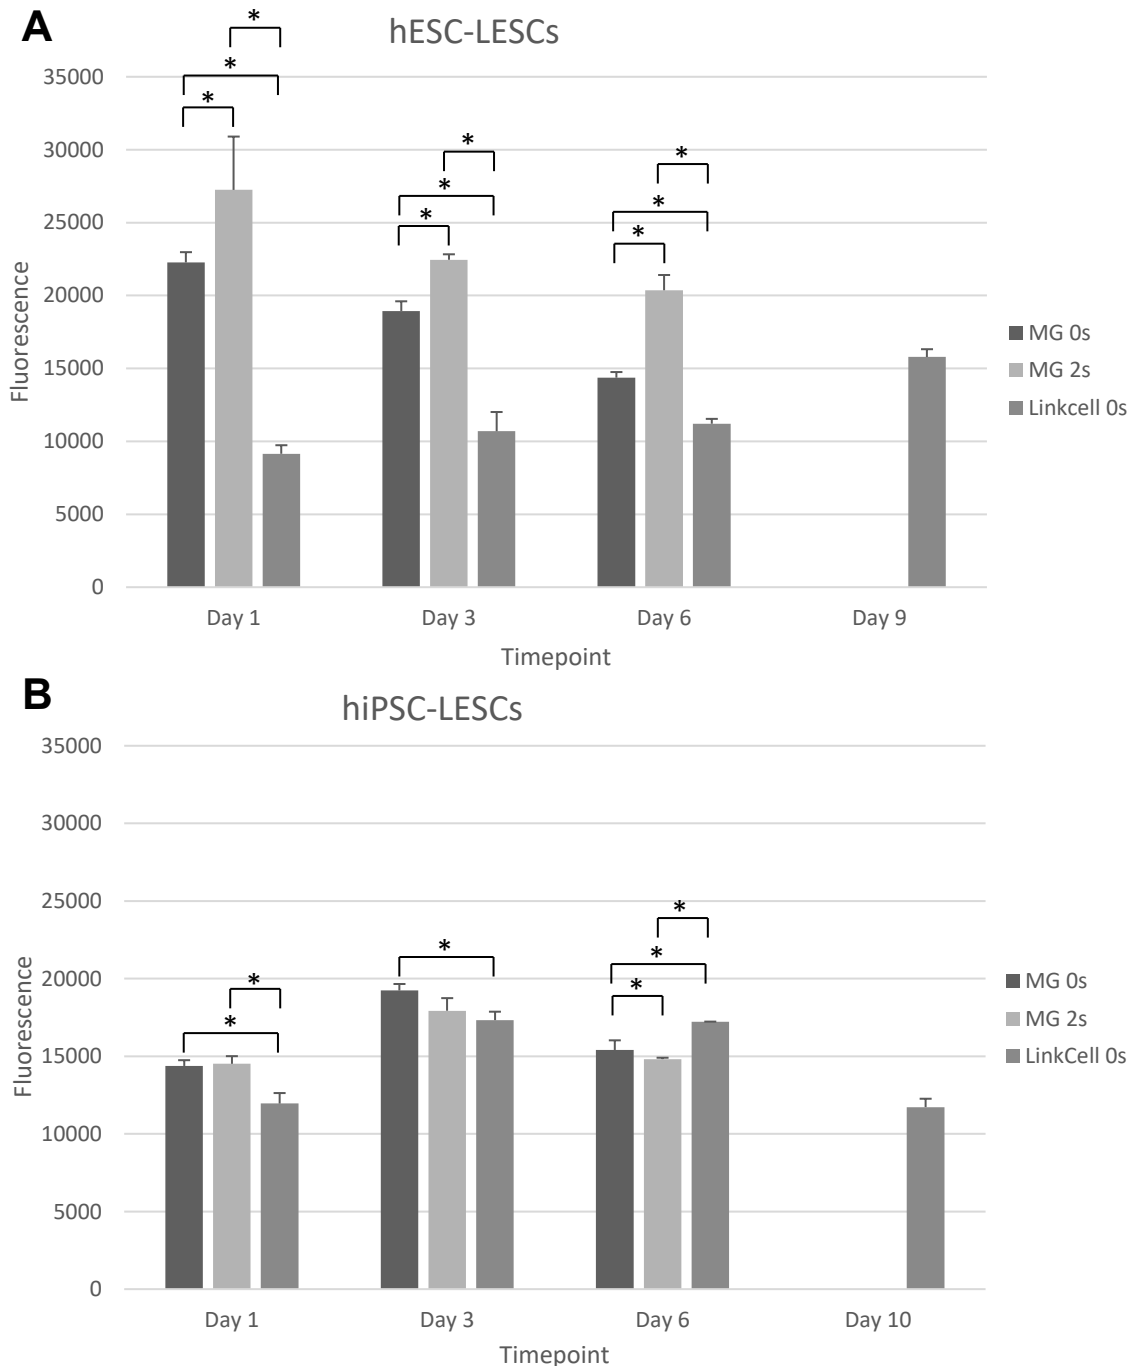 A
hESC-LESCs
*
*
*
*
*
*
*
*
*
35000
30000
25000
20000
15000
10000
5000
0
Fluorescence
Day 1 Day 3 Day 6 Day 9
Timepoint
MG 0s
MG 2s
Linkcell 0s
B
hiPSC-LESCs
*
*
*
*
*
*
35000
30000
25000
20000
15000
10000
5000
0
Fluorescence
Day 1 Day 3 Day 6 Day 10
Timepoint
MG 0s
MG 2s
LinkCell 0s